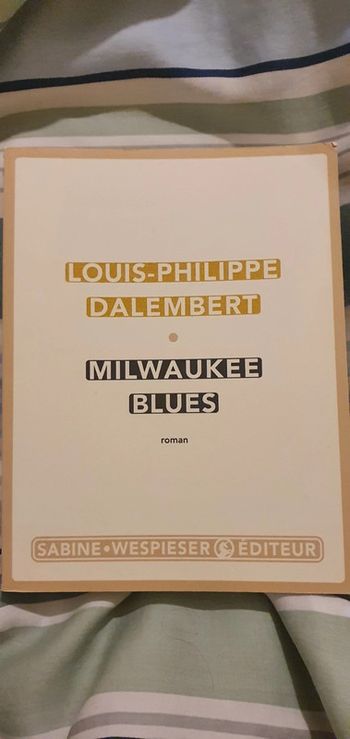 LOUIS-PHILIPPE
DALEMBERT
MILWAUKEE
BLUES
roman
SABINE•WESPIESER ÉDITEUR